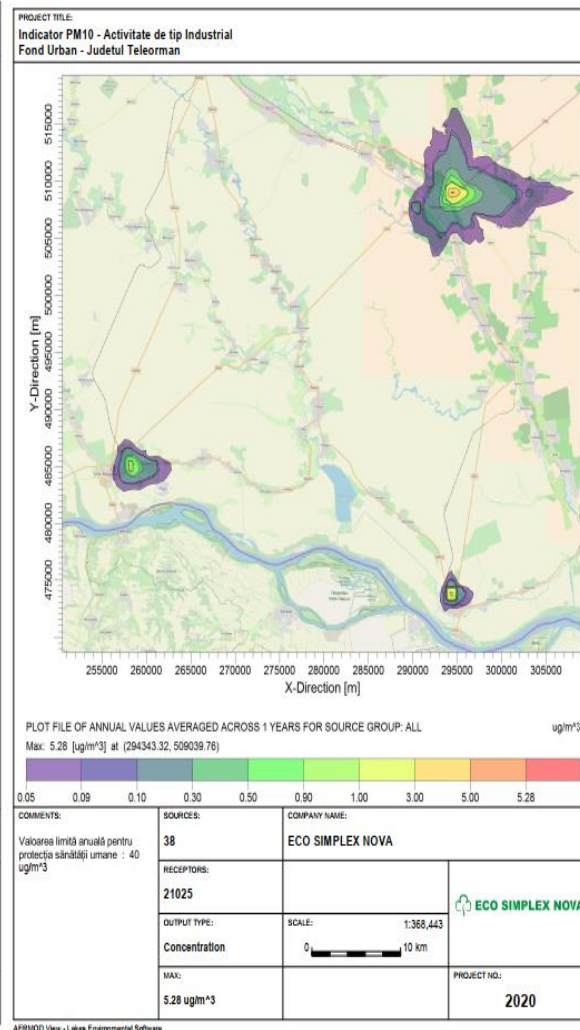 PROJECT TITLE:
Indicator PM10 - Activitate de tip Industrial
Fond Urban - Judetul Teleorman
Y-Direction [m]
515000
510000
505000
500000
495000
490000
485000
480000
475000
255000 260000 265000 270000 275000 280000 285000 290000 295000 300000 305000
X-Direction [m]
PLOT FILE OF ANNUAL VALUES AVERAGED ACROSS 1 YEARS FOR SOURCE GROUP: ALL
ug/m^3
Max: 5.28 [ug/m^3] at (294343.32, 509039.76)
0.05 0.09 0.10 0.30 0.50 0.90 1.00 3.00 5.00 5.28
COMMENTS:
Valoarea limită anuală pentru
protecția sănătății umane : 40
ug/m^3
SOURCES:
38
COMPANY NAME:
ECO SIMPLEX NOVA
RECEPTORS:
21025
OUTPUT TYPE:
Concentration
SCALE:
1:368,443
0 10 km
ECO SIMPLEX NOVA
MAX:
5.28 ug/m^3
PROJECT NO.:
2020
AERMOD View - Lakes Environmental Software